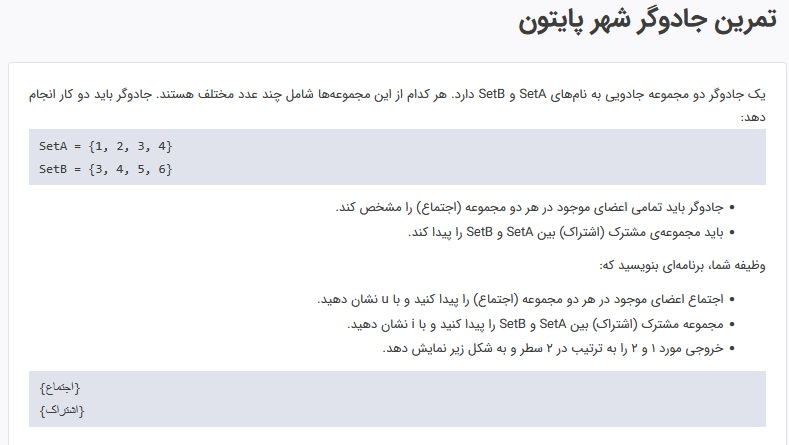 تمرین جادوگر شهر پایتون
یک جادوگر دو مجموعه جادویی به نام‌های SetA و SetB دارد. هر کدام از این مجموعه‌ها شامل چند عدد مختلف هستند. جادوگر باید دو کار انجام
دهد:
SetA = {1, 2, 3, 4}
SetB = {3, 4, 5, 6}
• جادوگر باید تمامی اعضای موجود در هر دو مجموعه (اجتماع) را مشخص کند.
• باید مجموعه‌ی مشترک (اشتراک) بین SetA و SetB را پیدا کند.
وظیفه شما، برنامه‌ای بنویسید که:
• اجتماع اعضای موجود در هر دو مجموعه (اجتماع) را پیدا کنید و با u نشان دهید.
• مجموعه مشترک (اشتراک) بین SetA و SetB را پیدا کنید و با i نشان دهید.
• خروجی مورد ۱ و ۲ را به ترتیب در ۲ سطر و به شکل زیر نمایش دهد.
{اجتماع}
{اشتراک}